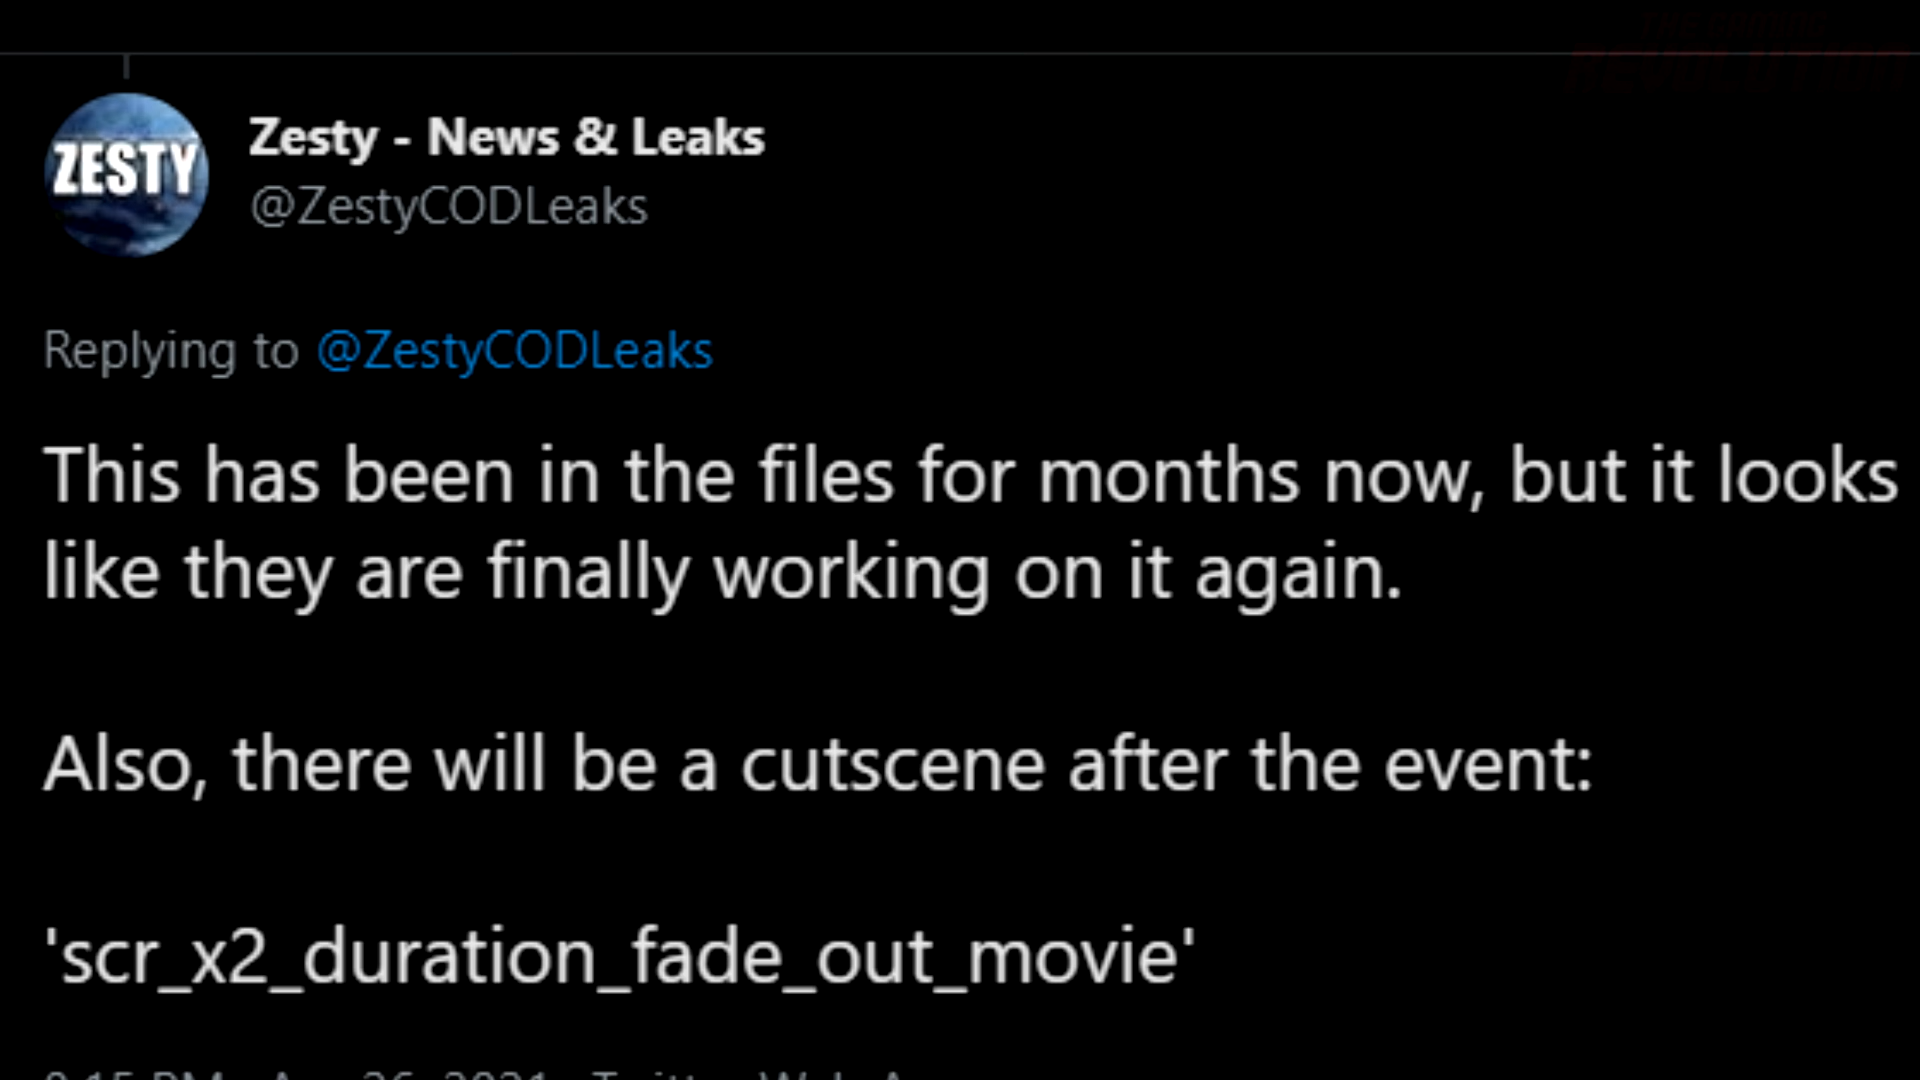 ZESTY
Zesty - News & Leaks
@ZestyCODLeaks
Replying to @ZestyCODLeaks
This has been in the files for months now, but it looks
like they are finally working on it again.
Also, there will be a cutscene after the event:
'scr_x2_duration_fade_out_movie'